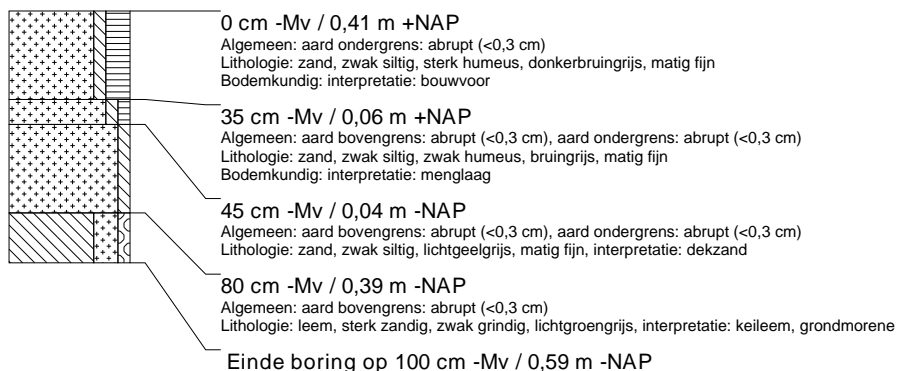 0 cm -Mv / 0,41 m +NAP
Algemeen: aard ondergrens: abrupt (<0,3 cm)
Lithologie: zand, zwak siltig, sterk humeus, donkerbruingrijs, matig fijn
Bodemkundig: interpretatie: bouwvoor
35 cm -Mv / 0,06 m +NAP
Algemeen: aard bovengrens: abrupt (<0,3 cm), aard ondergrens: abrupt (<0,3 cm)
Lithologie: zand, zwak siltig, zwak humeus, bruingrijs, matig fijn
Bodemkundig: interpretatie: menglaag
45 cm -Mv / 0,04 m -NAP
Algemeen: aard bovengrens: abrupt (<0,3 cm), aard ondergrens: abrupt (<0,3 cm)
Lithologie: zand, zwak siltig, lichtgeelgrijs, matig fijn, interpretatie: dekzand
80 cm -Mv / 0,39 m -NAP
Algemeen: aard bovengrens: abrupt (<0,3 cm)
Lithologie: leem, sterk zandig, zwak grindig, lichtgroengrijs, interpretatie: keileem, grondmorene
Einde boring op 100 cm -Mv / 0,59 m -NAP